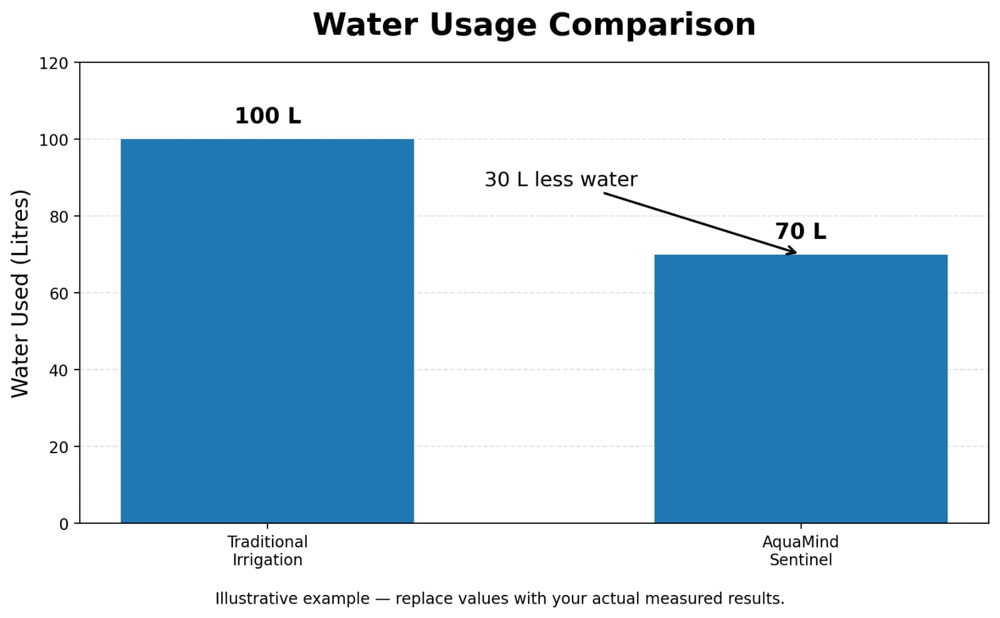 Water Usage Comparison
120
100
80
60
40
20
0
Water Used (Litres)
100 L
30 L less water
70 L
Traditional
Irrigation
AquaMind
Sentinel
Illustrative example — replace values with your actual measured results.